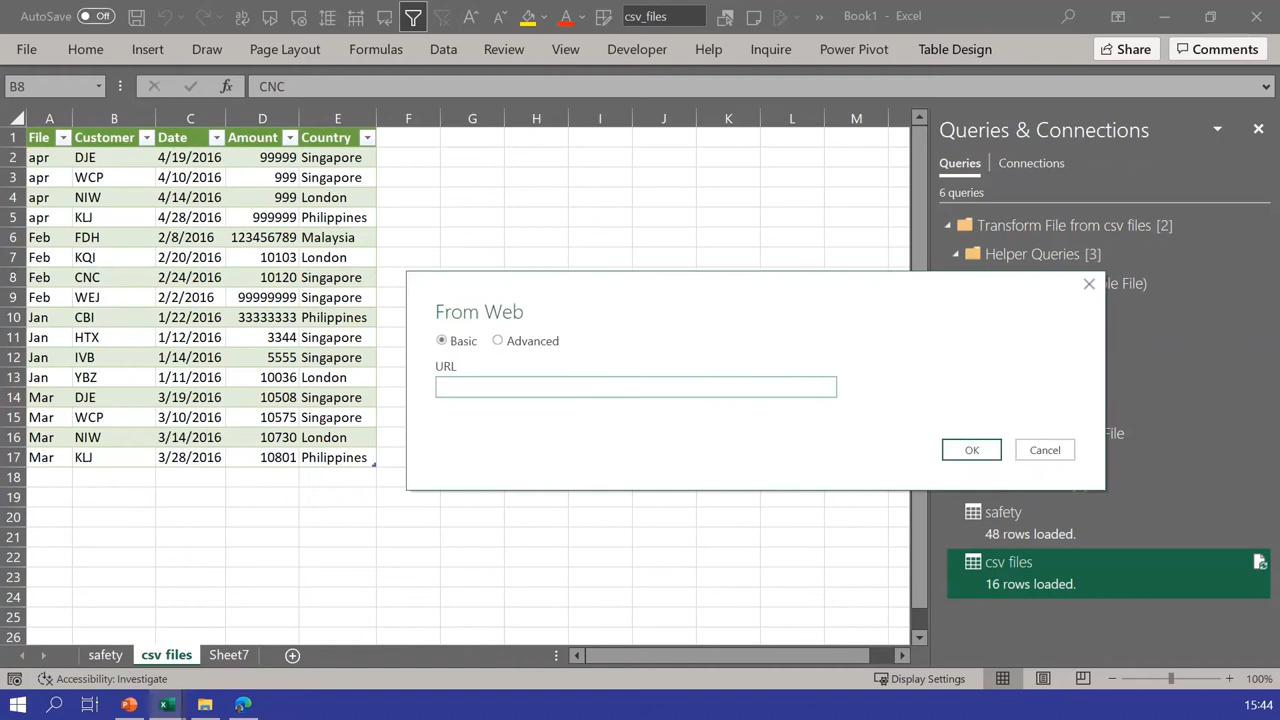 AutoSave Off csv_files Book1 - Excel
File Home Insert Draw Page Layout Formulas Data Review View Developer Help Inquire Power Pivot Table Design Share Comments
B8 fx CNC
A B C D E F G H I J K L M
1 File Customer Date Amount Country
2 apr DJE 4/19/2016 99999 Singapore
3 apr WCP 4/10/2016 999 Singapore
4 apr NIW 4/14/2016 999 London
5 apr KLJ 4/28/2016 999999 Philippines
6 Feb FDH 2/8/2016 123456789 Malaysia
7 Feb KQI 2/20/2016 10103 London
8 Feb CNC 2/24/2016 10120 Singapore
9 Feb WEJ 2/2/2016 99999999 Singapore
10 Jan CBI 1/22/2016 33333333 Philippines
11 Jan HTX 1/12/2016 3344 Singapore
12 Jan IVB 1/14/2016 5555 Singapore
13 Jan YBZ 1/11/2016 10036 London
14 Mar DJE 3/19/2016 10508 Singapore
15 Mar WCP 3/10/2016 10575 Singapore
16 Mar NIW 3/14/2016 10730 London
17 Mar KLJ 3/28/2016 10801 Philippines
18
19
20
21
22
23
24
25
26
From Web
Basic Advanced
URL
OK Cancel
Queries & Connections
Queries Connections
6 queries
Transform File from csv files [2]
Helper Queries [3]
le File)
File
safety
48 rows loaded.
csv files
16 rows loaded.
safety csv files Sheet7
Accessibility: Investigate Display Settings 100%
15:44